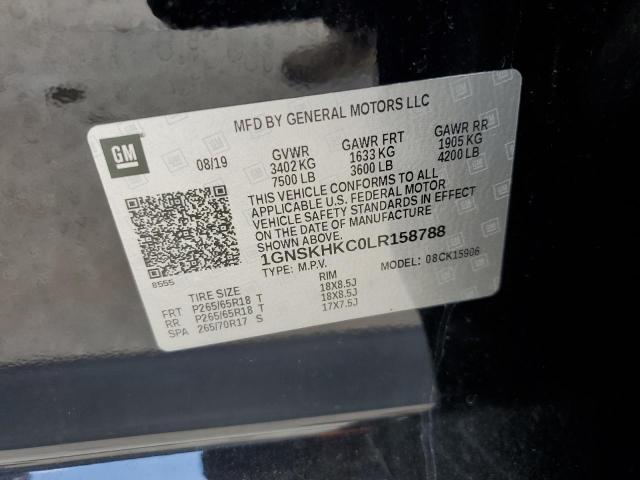 MFD BY GENERAL MOTORS LLC
GM
08/19 GVWR GAWR FRT GAWR RR
3402 KG 1633 KG 1905 KG
7500 LB 3600 LB 4200 LB
THIS VEHICLE CONFORMS TO ALL
APPLICABLE U.S. FEDERAL MOTOR
VEHICLE SAFETY STANDARDS IN EFFECT
ON THE DATE OF MANUFACTURE
SHOWN ABOVE.
1GNSKHKC0LR158788
8555 TYPE: M.P.V. MODEL: 08CK15906
TIRE SIZE RIM
FRT P265/65R18 T 18X8.5J
RR P265/65R18 T 18X8.5J
SPA 265/70R17 S 17X7.5J